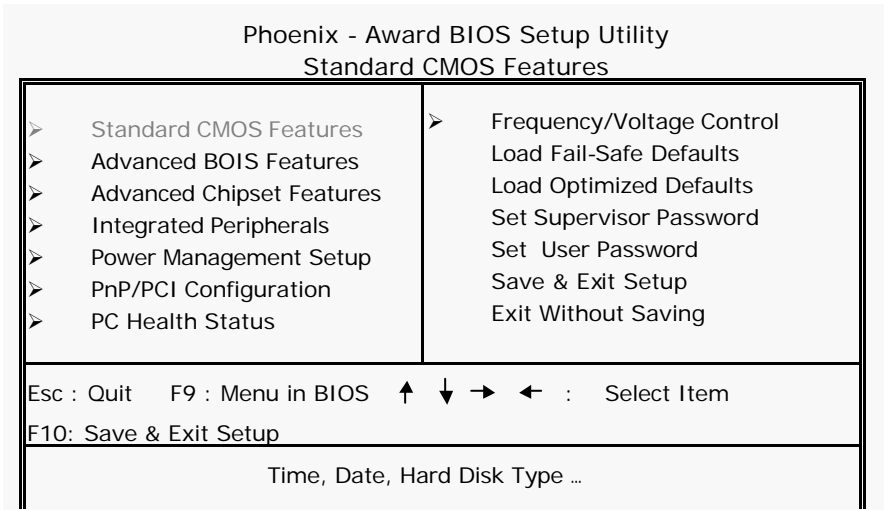 Phoenix - Award BIOS Setup Utility
Standard CMOS Features
➢ Standard CMOS Features
➢ Advanced BOIS Features
➢ Advanced Chipset Features
➢ Integrated Peripherals
➢ Power Management Setup
➢ PnP/PCI Configuration
➢ PC Health Status
➢ Frequency/Voltage Control
Load Fail-Safe Defaults
Load Optimized Defaults
Set Supervisor Password
Set User Password
Save & Exit Setup
Exit Without Saving
Esc : Quit F9 : Menu in BIOS ↑ ↓ → ← : Select Item
F10: Save & Exit Setup
Time, Date, Hard Disk Type …